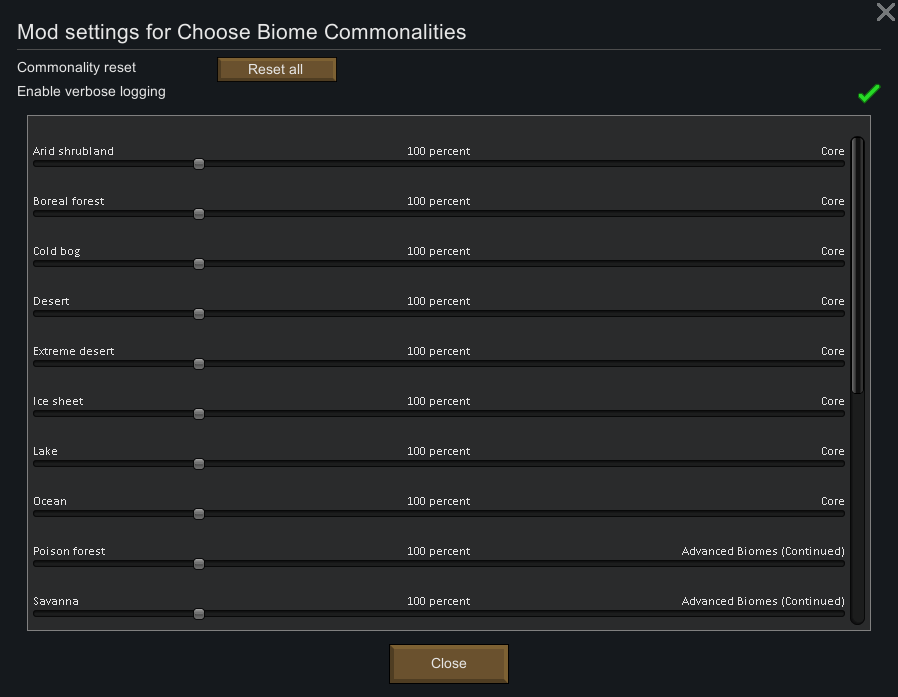 Mod settings for Choose Biome Commonalities
Commonality reset Reset all
Enable verbose logging
Arid shrubland 100 percent Core
Boreal forest 100 percent Core
Cold bog 100 percent Core
Desert 100 percent Core
Extreme desert 100 percent Core
Ice sheet 100 percent Core
Lake 100 percent Core
Ocean 100 percent Core
Poison forest 100 percent Advanced Biomes (Continued)
Savanna 100 percent Advanced Biomes (Continued)
Close